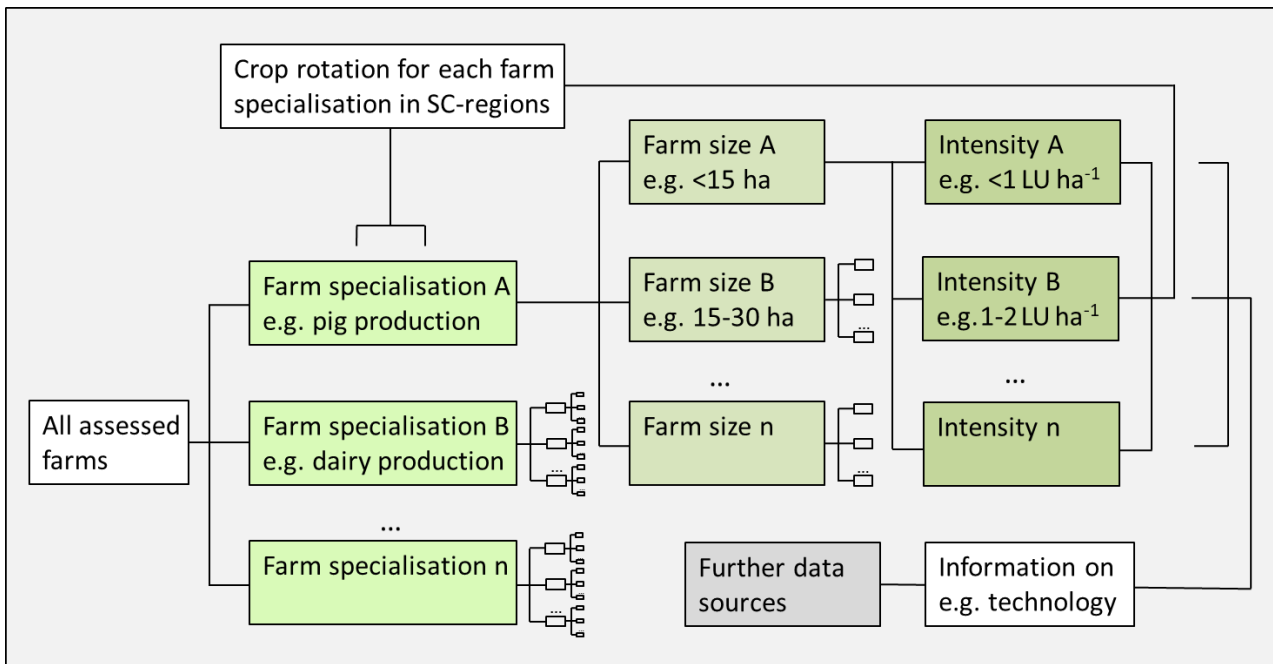 Crop rotation for each farm
specialisation in SC-regions
Farm size A
e.g. <15 ha
Intensity A
e.g. <1 LU ha⁻¹
Farm specialisation A
e.g. pig production
Farm size B
e.g. 15-30 ha
...
Intensity B
e.g.1-2 LU ha⁻¹
...
...
All assessed
farms
Farm specialisation B
e.g. dairy production
...
Farm size n
...
Intensity n
...
Farm specialisation n
...
Further data
sources
Information on
e.g. technology